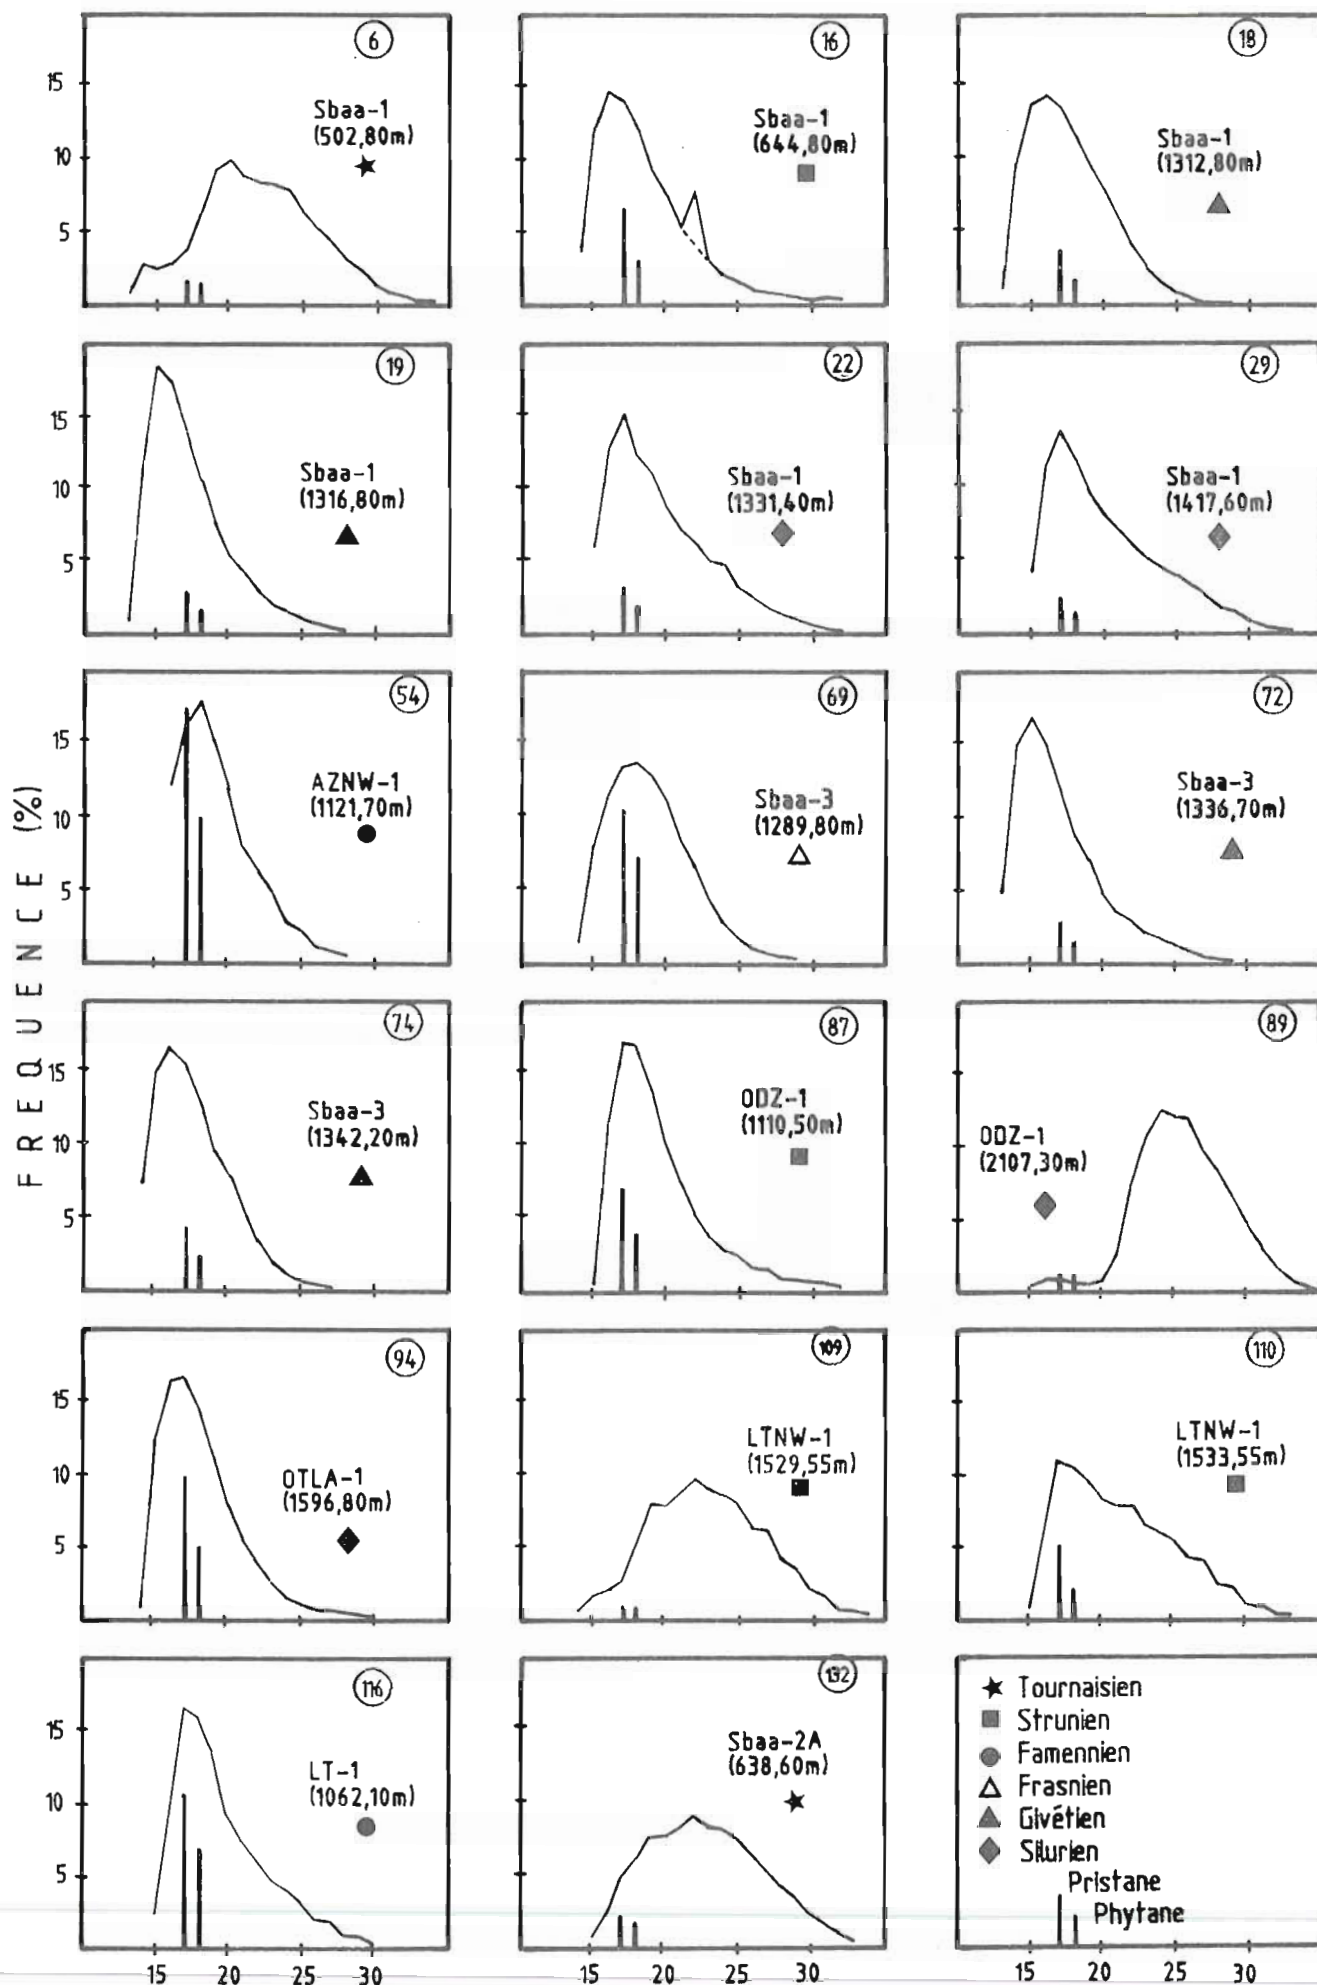 FREQUENCE (%)
6
Sbaa-1
(502,80m)
15
10
5
16
Sbaa-1
(644,80m)
18
Sbaa-1
(1312,80m)
19
Sbaa-1
(1316,80m)
15
10
5
22
Sbaa-1
(1331,40m)
29
Sbaa-1
(1417,60m)
54
AZNW-1
(1121,70m)
15
10
5
69
Sbaa-3
(1289,80m)
72
Sbaa-3
(1336,70m)
74
Sbaa-3
(1342,20m)
15
10
5
87
ODZ-1
(1110,50m)
89
ODZ-1
(2107,30m)
94
OTLA-1
(1596,80m)
15
10
5
109
LTNW-1
(1529,55m)
110
LTNW-1
(1533,55m)
116
LT-1
(1062,10m)
15
10
5
132
Sbaa-2A
(638,60m)
Tournaisien
Strunien
Famennien
Frasnien
Givétien
Silurien
Pristane
Phytane
15 20 25 30
15 20 25 30
15 20 25 30